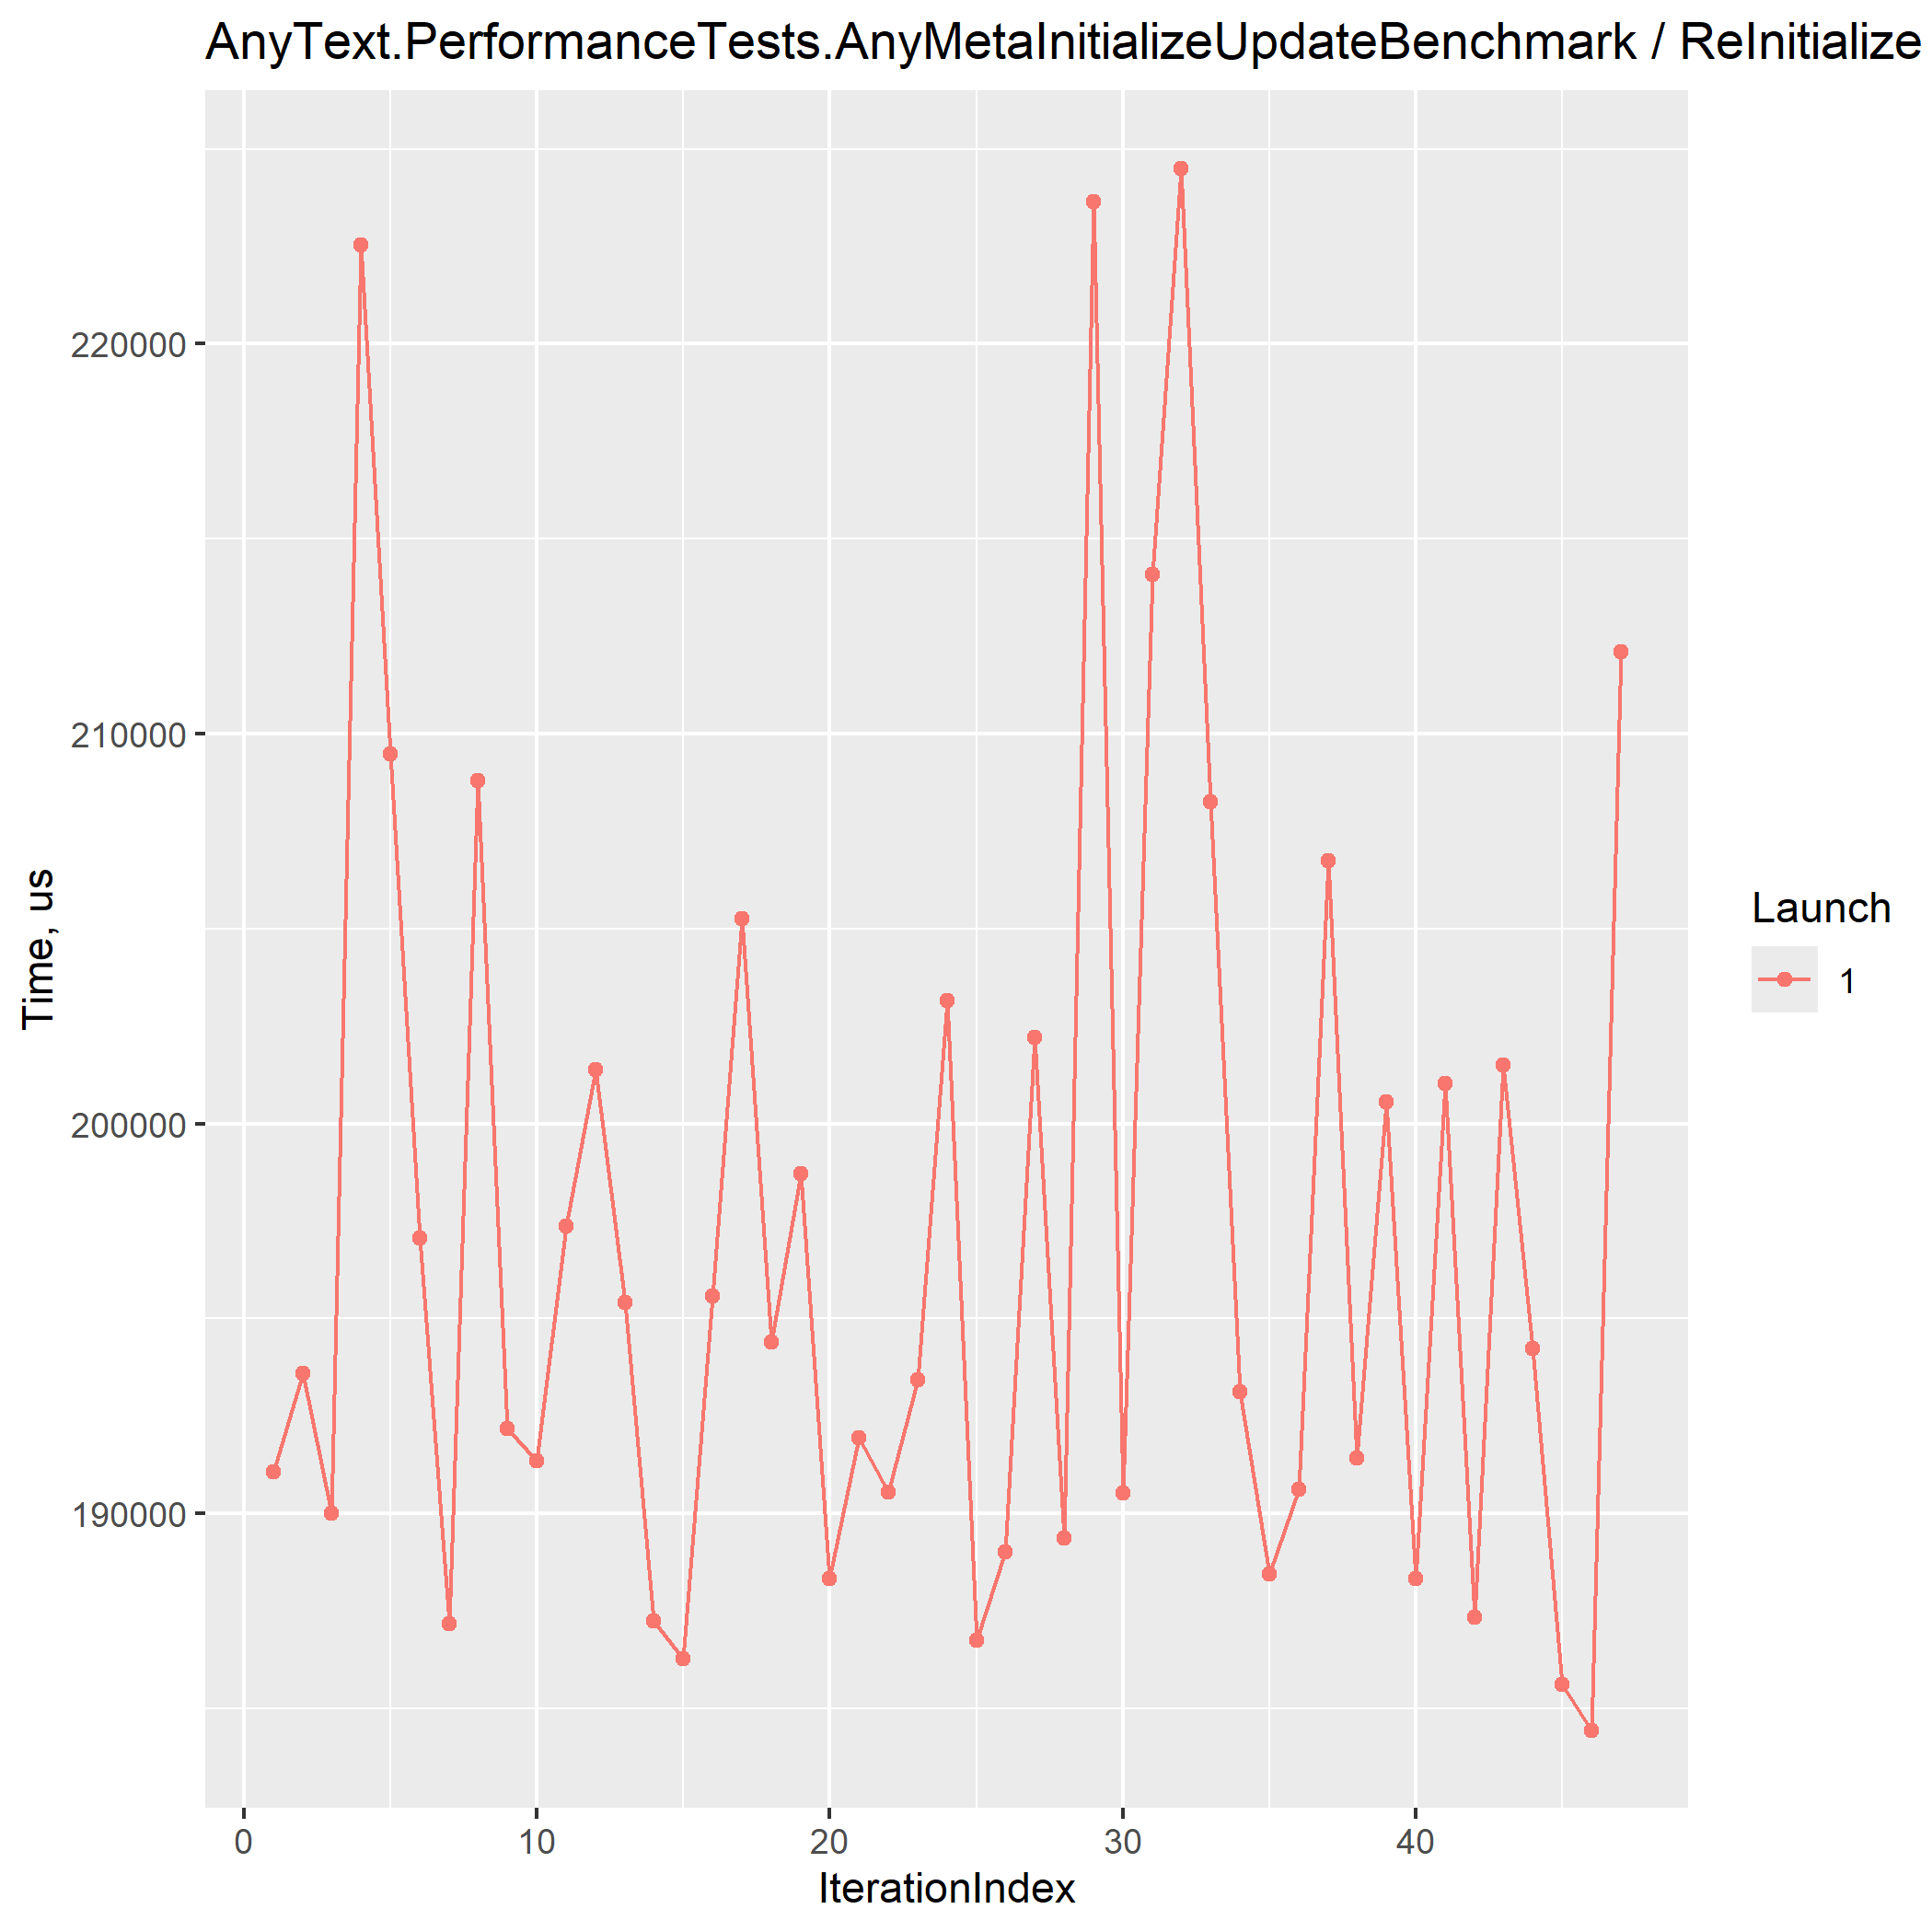 AnyText.PerformanceTests.AnyMetaInitializeUpdateBenchmark / ReInitialize
220000
210000
200000
190000
Time, us
0 10 20 30 40
IterationIndex
Launch
1